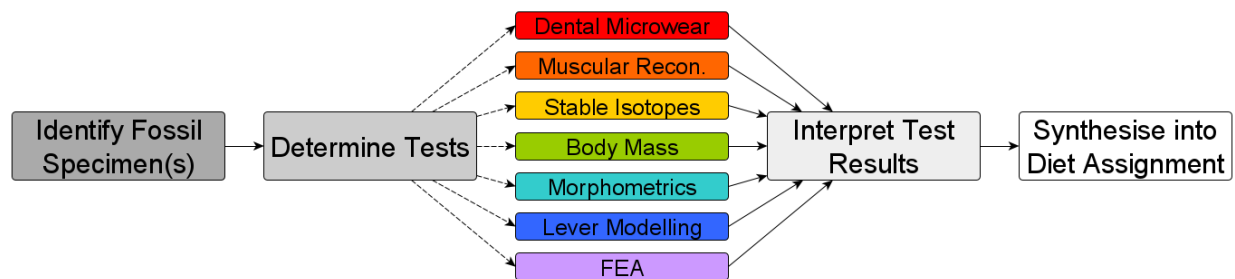 Identify Fossil
Specimen(s)
Determine Tests
Dental Microwear
Muscular Recon.
Stable Isotopes
Body Mass
Morphometrics
Lever Modelling
FEA
Interpret Test
Results
Synthesise into
Diet Assignment